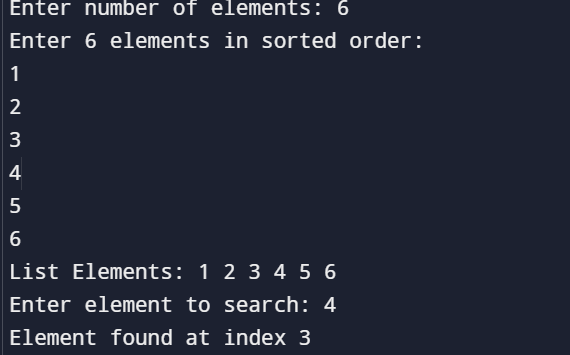 Enter number of elements: 6
Enter 6 elements in sorted order:
1
2
3
4
5
6
List Elements: 1 2 3 4 5 6
Enter element to search: 4
Element found at index 3